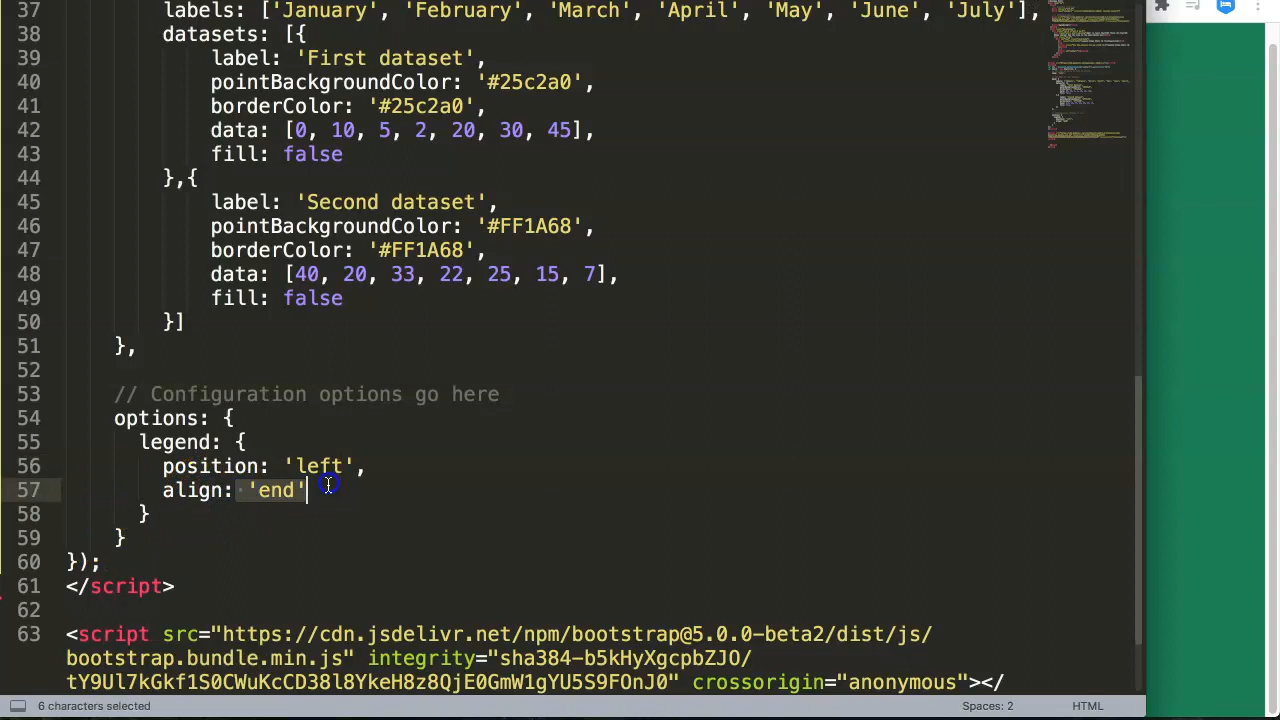 37 labels: ['January', 'February', 'March', 'April', 'May', 'June', 'July'],
38 datasets: [{
39 label: 'First dataset',
40 pointBackgroundColor: '#25c2a0',
41 borderColor: '#25c2a0',
42 data: [0, 10, 5, 2, 20, 30, 45],
43 fill: false
44 },{
45 label: 'Second dataset',
46 pointBackgroundColor: '#FF1A68',
47 borderColor: '#FF1A68',
48 data: [40, 20, 33, 22, 25, 15, 7],
49 fill: false
50 }]
51 },
52
53 // Configuration options go here
54 options: {
55 legend: {
56 position: 'left',
57 align: 'end'
58 }
59 }
60 });
61 </script>
62
63 <script src="https://cdn.jsdelivr.net/npm/bootstrap@5.0.0-beta2/dist/js/
bootstrap.bundle.min.js" integrity="sha384-b5kHyXgcpbZJO/
tY9Ul7kGkf1S0CWuKcCD38l8YkeH8z8QjE0GmW1gYU5S9FOnJ0" crossorigin="anonymous"></
6 characters selected
Spaces: 2
HTML